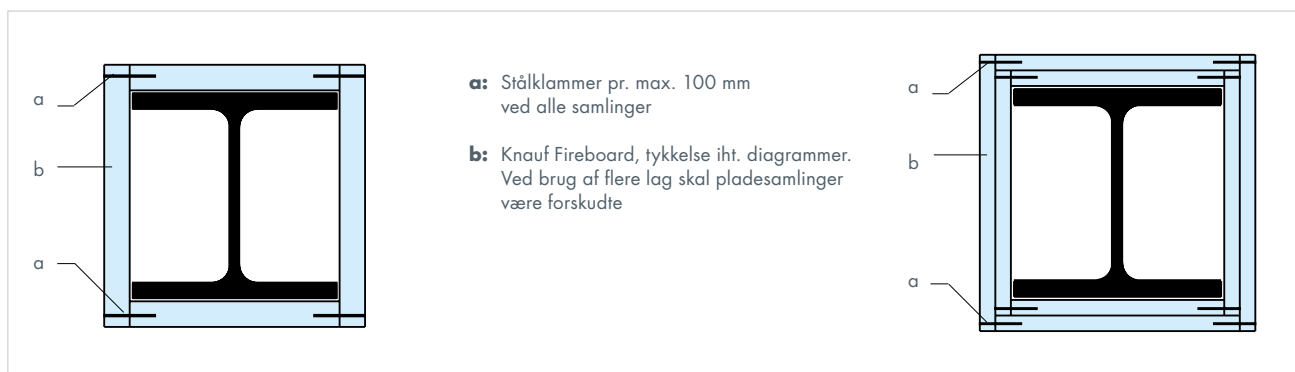 a
b
a
a: Stålklammer pr. max. 100 mm
ved alle samlinger
b: Knauf Fireboard, tykkelse iht. diagrammer.
Ved brug af flere lag skal pladesamlinger
være forskudte
a
b
a